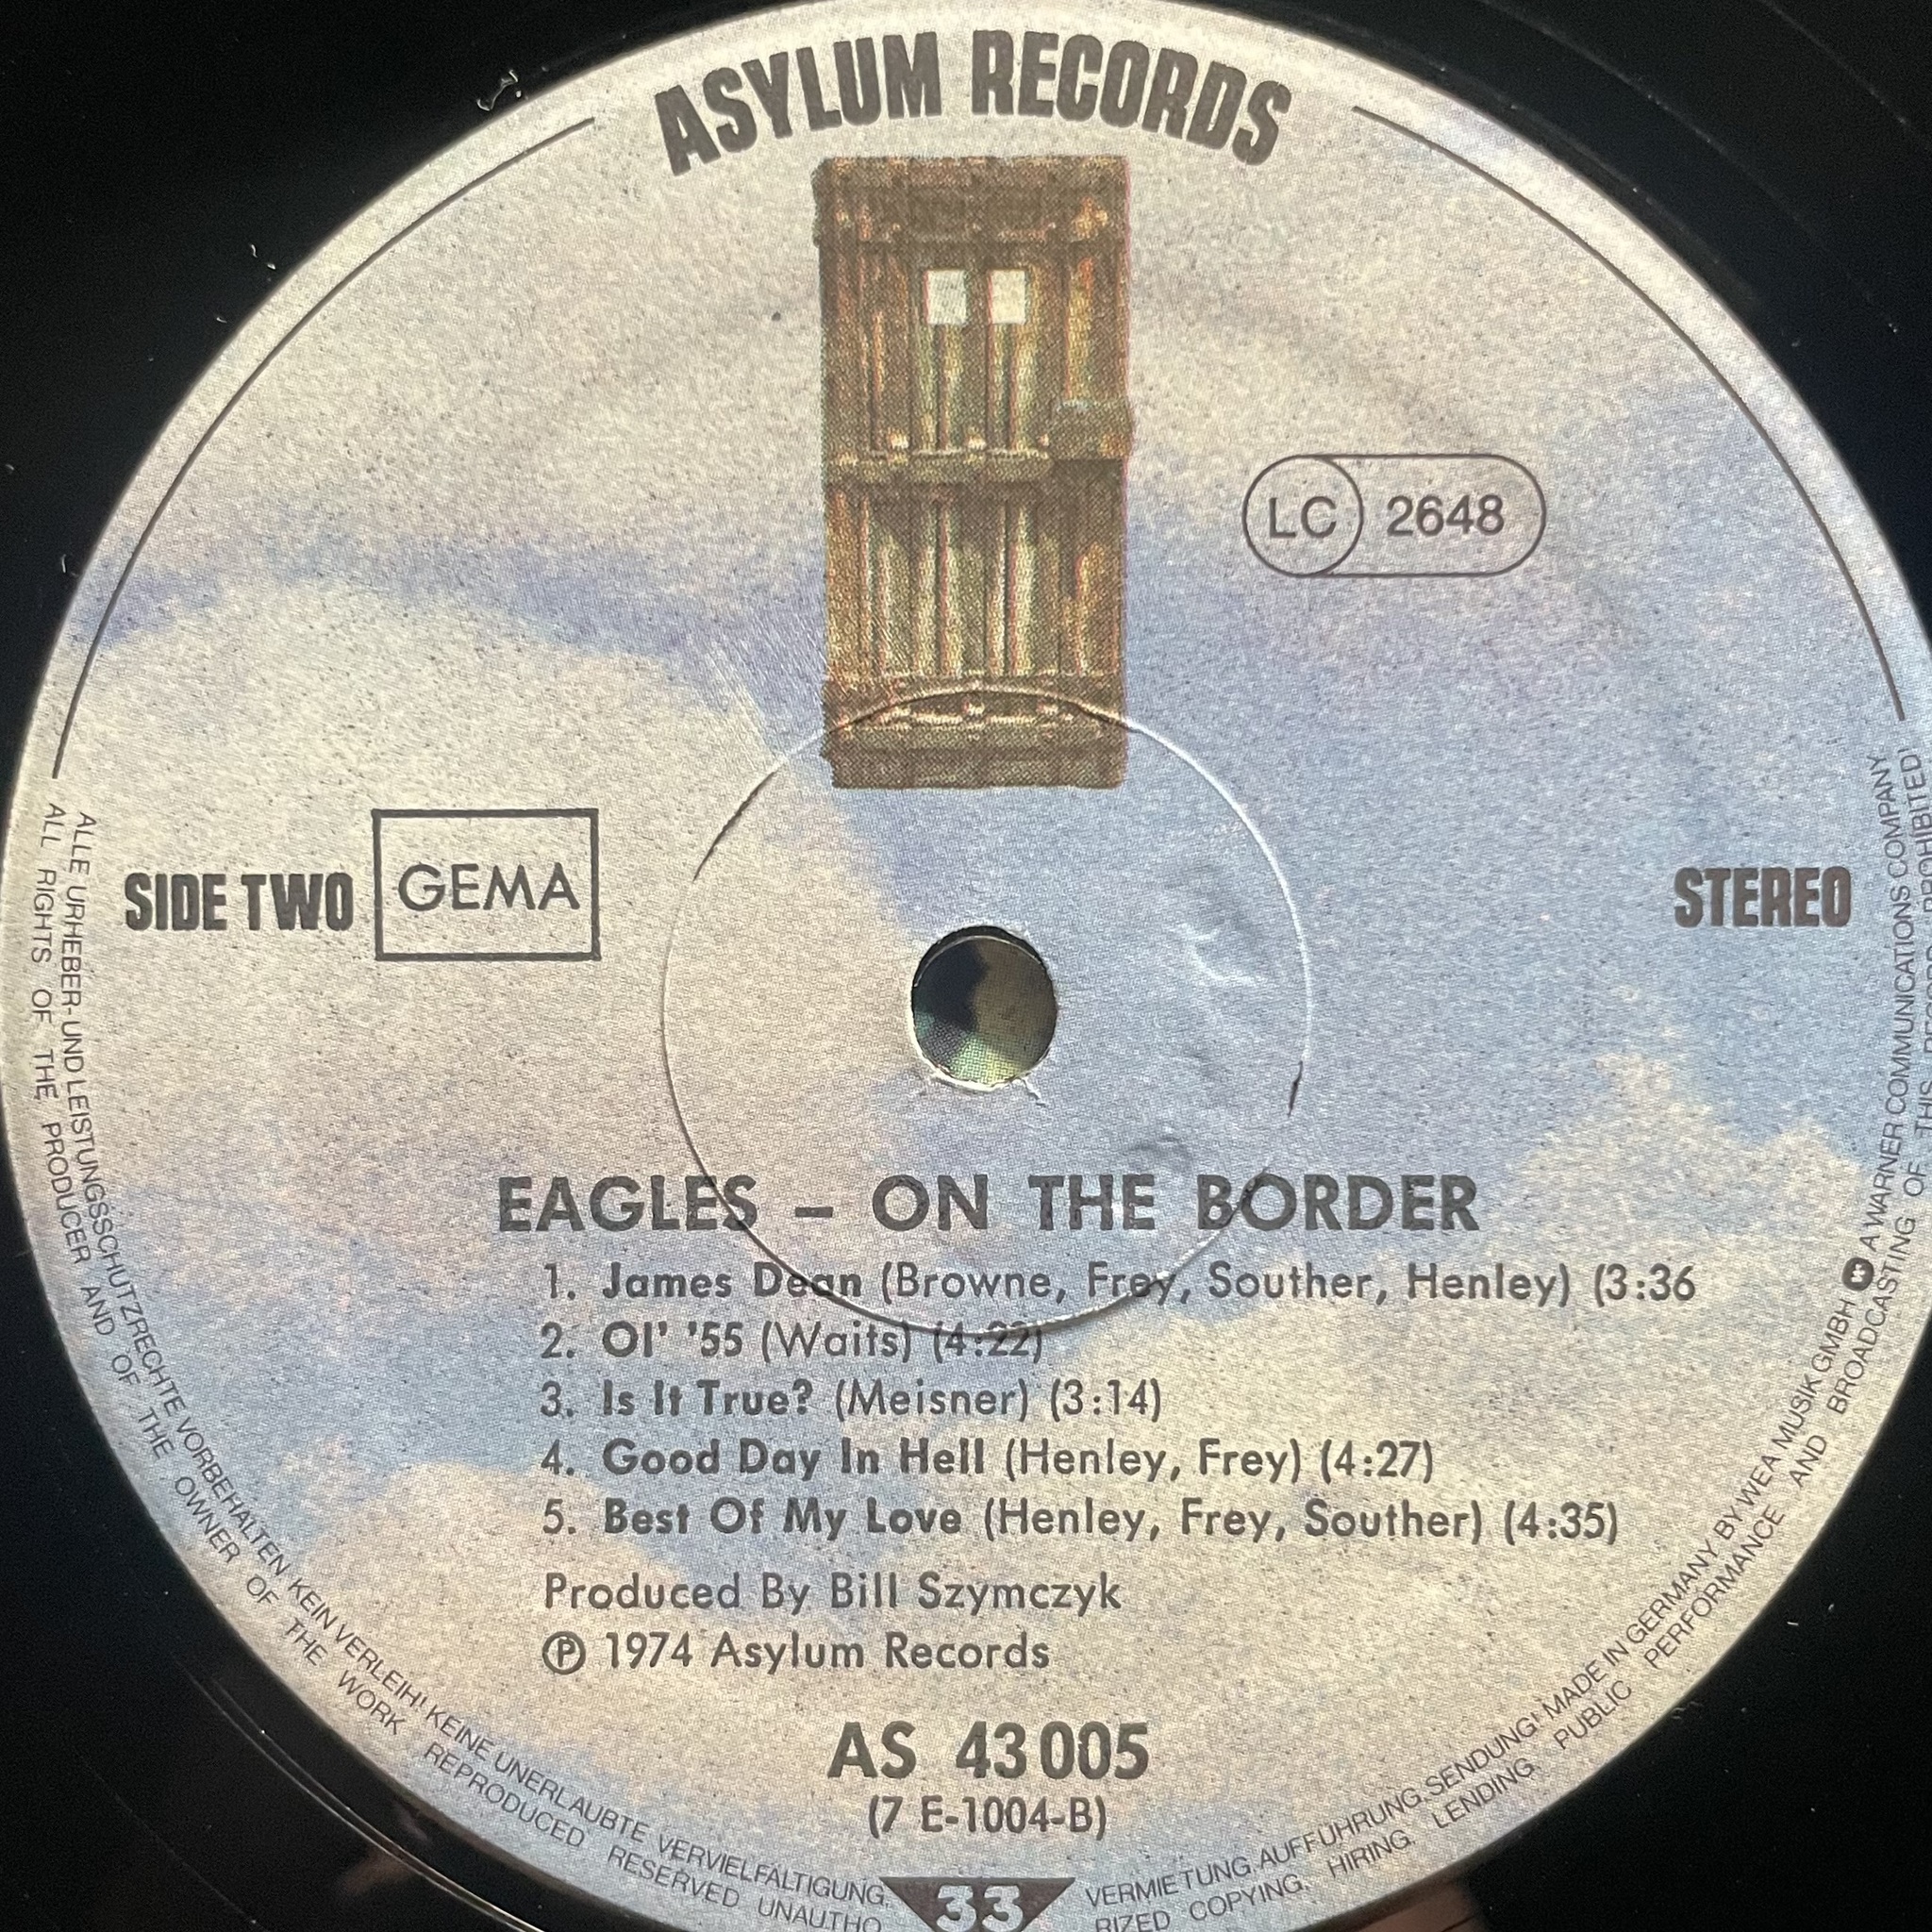 ASYLUM RECORDS
LC 2648
SIDE TWO
GEMA
STEREO
EAGLES – ON THE BORDER
1. James Dean (Browne, Frey, Souther, Henley) (3:36
2. Ol' '55 (Waits) (4:22)
3. Is It True? (Meisner) (3:14)
4. Good Day In Hell (Henley, Frey) (4:27)
5. Best Of My Love (Henley, Frey, Souther) (4:35)
Produced By Bill Szymczyk
℗ 1974 Asylum Records
AS 43005
(7 E-1004-B)
33
ALLE URHEBER- UND LEISTUNGSSCHUTZRECHTE VORBEHALTEN KEIN VERLEIH! KEINE UNERLAUBTE VERVIELFÄLTIGUNG, VERMIETUNG, AUFFÜHRUNG, SENDUNG! MADE IN GERMANY BY WEA MUSIK GMBH A WARNER COMMUNICATIONS COMPANY
ALL RIGHTS OF THE PRODUCER AND OF THE OWNER OF THE WORK REPRODUCED RESERVED UNAUTHORIZED COPYING, HIRING, LENDING, PUBLIC PERFORMANCE AND BROADCASTING OF THIS PROHIBITED!